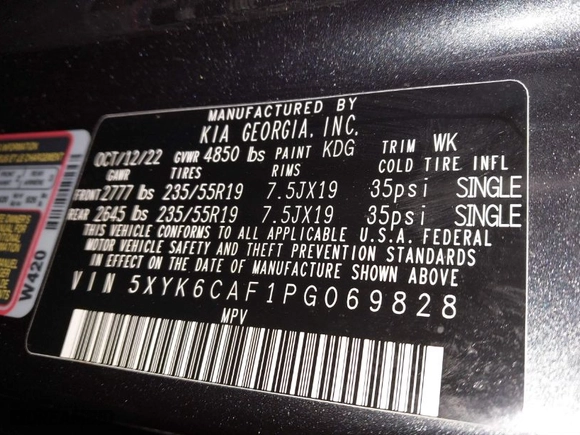 MANUFACTURED BY
KIA GEORGIA, INC.
OCT/12/22 GVWR 4850 lbs PAINT KDG TRIM WK
GAWR TIRES RIMS COLD TIRE INFL
FRONT 2777 lbs 235/55R19 7.5JX19 35psi SINGLE
REAR 2645 lbs 235/55R19 7.5JX19 35psi SINGLE
THIS VEHICLE CONFORMS TO ALL APPLICABLE U.S.A. FEDERAL
MOTOR VEHICLE SAFETY AND THEFT PREVENTION STANDARDS
IN EFFECT ON THE DATE OF MANUFACTURE SHOWN ABOVE
VIN 5XYK6CAF1PG069828
MPV
W420